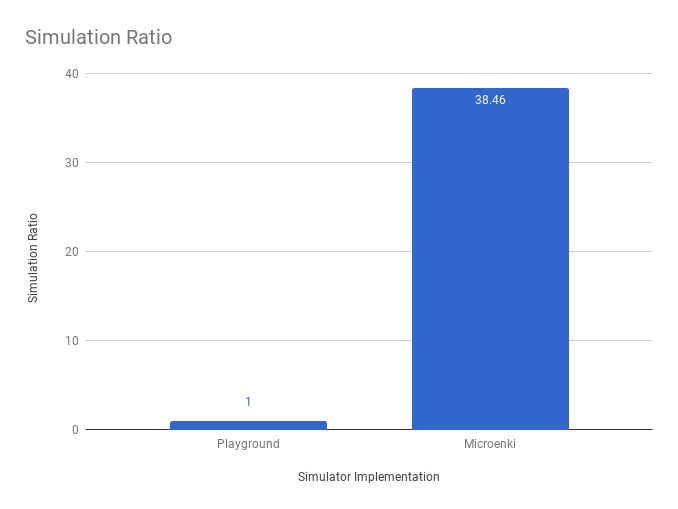 Simulation Ratio
40
38.46
30
Simulation Ratio
20
10
1
0
Playground
Microenki
Simulator Implementation